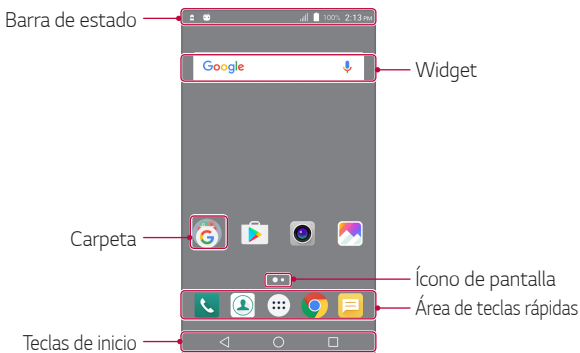 Barra de estado
100% 2:13 PM
Google
Widget
G
Carpeta
Ícono de pantalla
Área de teclas rápidas
Teclas de inicio